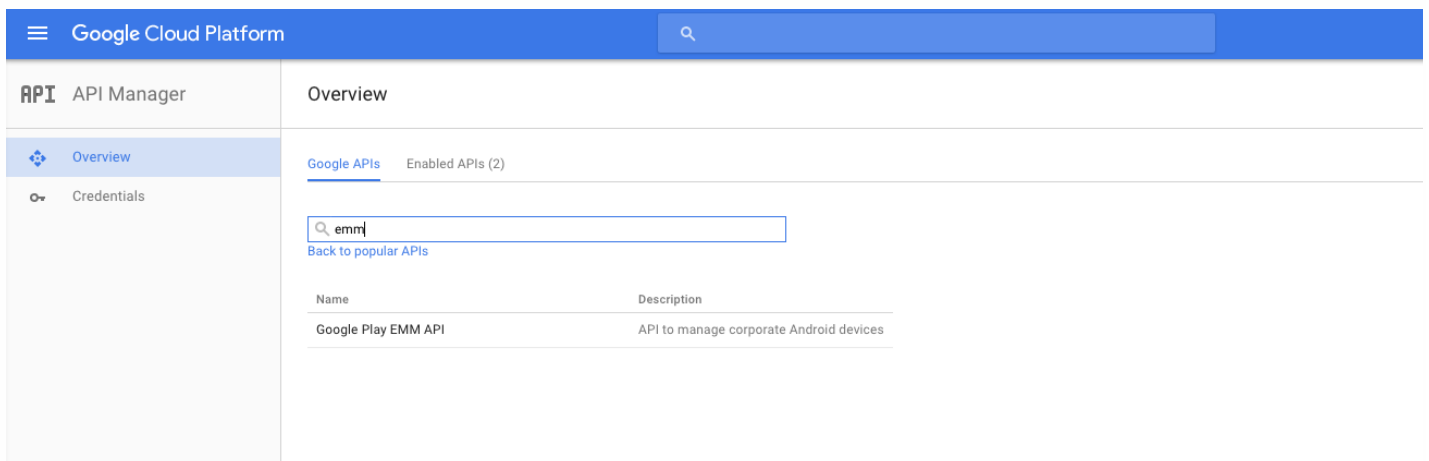 Google Cloud Platform
API API Manager
Overview
Overview
Credentials
Google APIs Enabled APIs (2)
emm
Back to popular APIs
Name Description
Google Play EMM API API to manage corporate Android devices